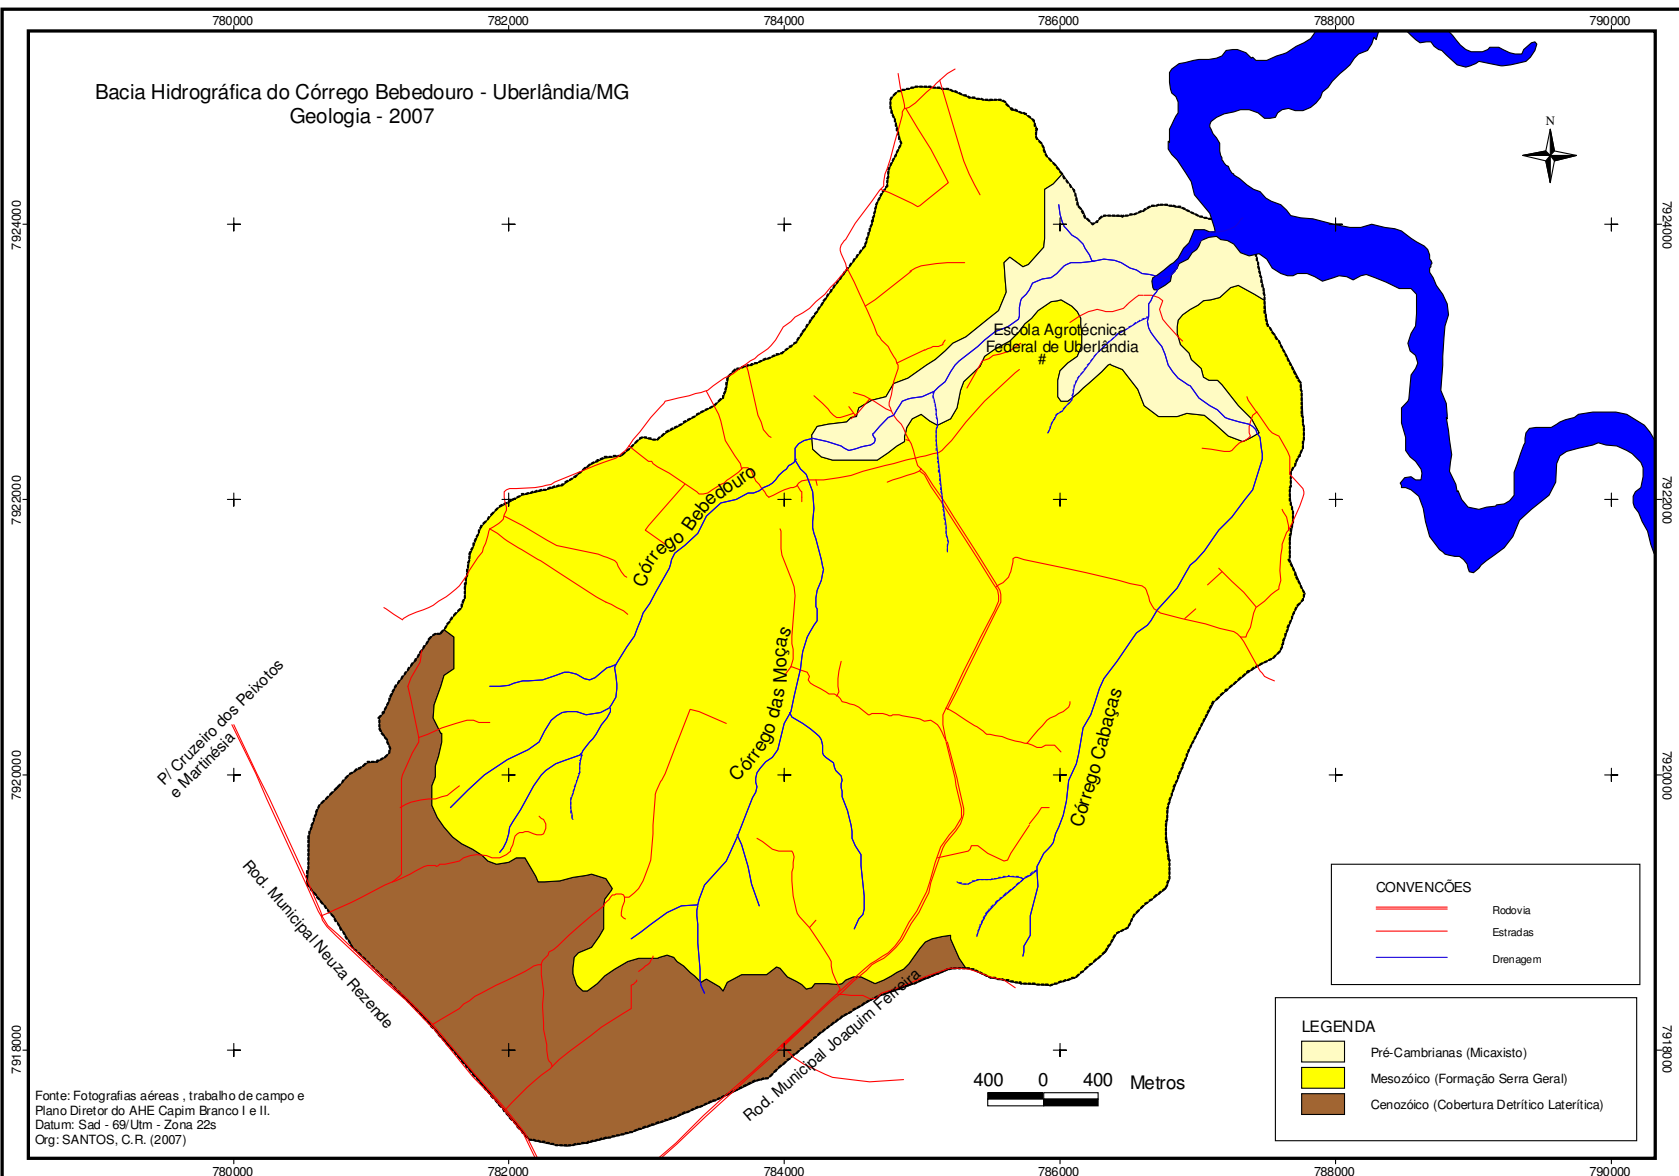 780000
782000
784000
786000
788000
790000
Bacia Hidrográfica do Córrego Bebedouro - Uberlândia/MG
Geologia - 2007
N
7924000
7924000
Escola Agrotécnica
Federal de Uberlândia
#
7922000
7922000
Córrego Bebedouro
Córrego das Moças
Córrego Cabaças
P/ Cruzeiro dos Peixotos
e Martinésia
7920000
7920000
Rod. Municipal Neuza Rezende
Rod. Municipal Joaquim Ferreira
CONVENCÕES
Rodovia
Estradas
Drenagem
7918000
7918000
LEGENDA
Pré-Cambrianas (Micaxisto)
Mesozóico (Formação Serra Geral)
Cenozóico (Cobertura Detrítico Laterítica)
400 0 400 Metros
Fonte: Fotografias aéreas , trabalho de campo e
Plano Diretor do AHE Capim Branco I e II.
Datum: Sad - 69/Utm - Zona 22s
Org: SANTOS, C.R. (2007)
780000
782000
784000
786000
788000
790000